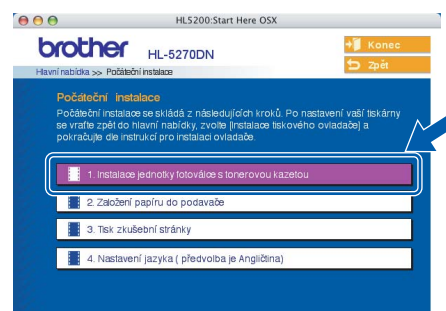 HL5200:Start Here OSX
brother HL-5270DN
Konec
Zpět
Hlavní nabídka >> Počáteční instalace
Počáteční instalace
Počáteční instalace se skládá z následujících kroků. Po nastavení vaší tiskárny
se vraťte zpět do hlavní nabídky, zvolte [Instalace tiskového ovladače] a
pokračujte dle instrukcí pro instalaci ovladače.
1. Instalace jednotky fotoválce s tonerovou kazetou
2. Založení papíru do podavače
3. Tisk zkušební stránky
4. Nastavení jazyka ( předvolba je Angličtina)